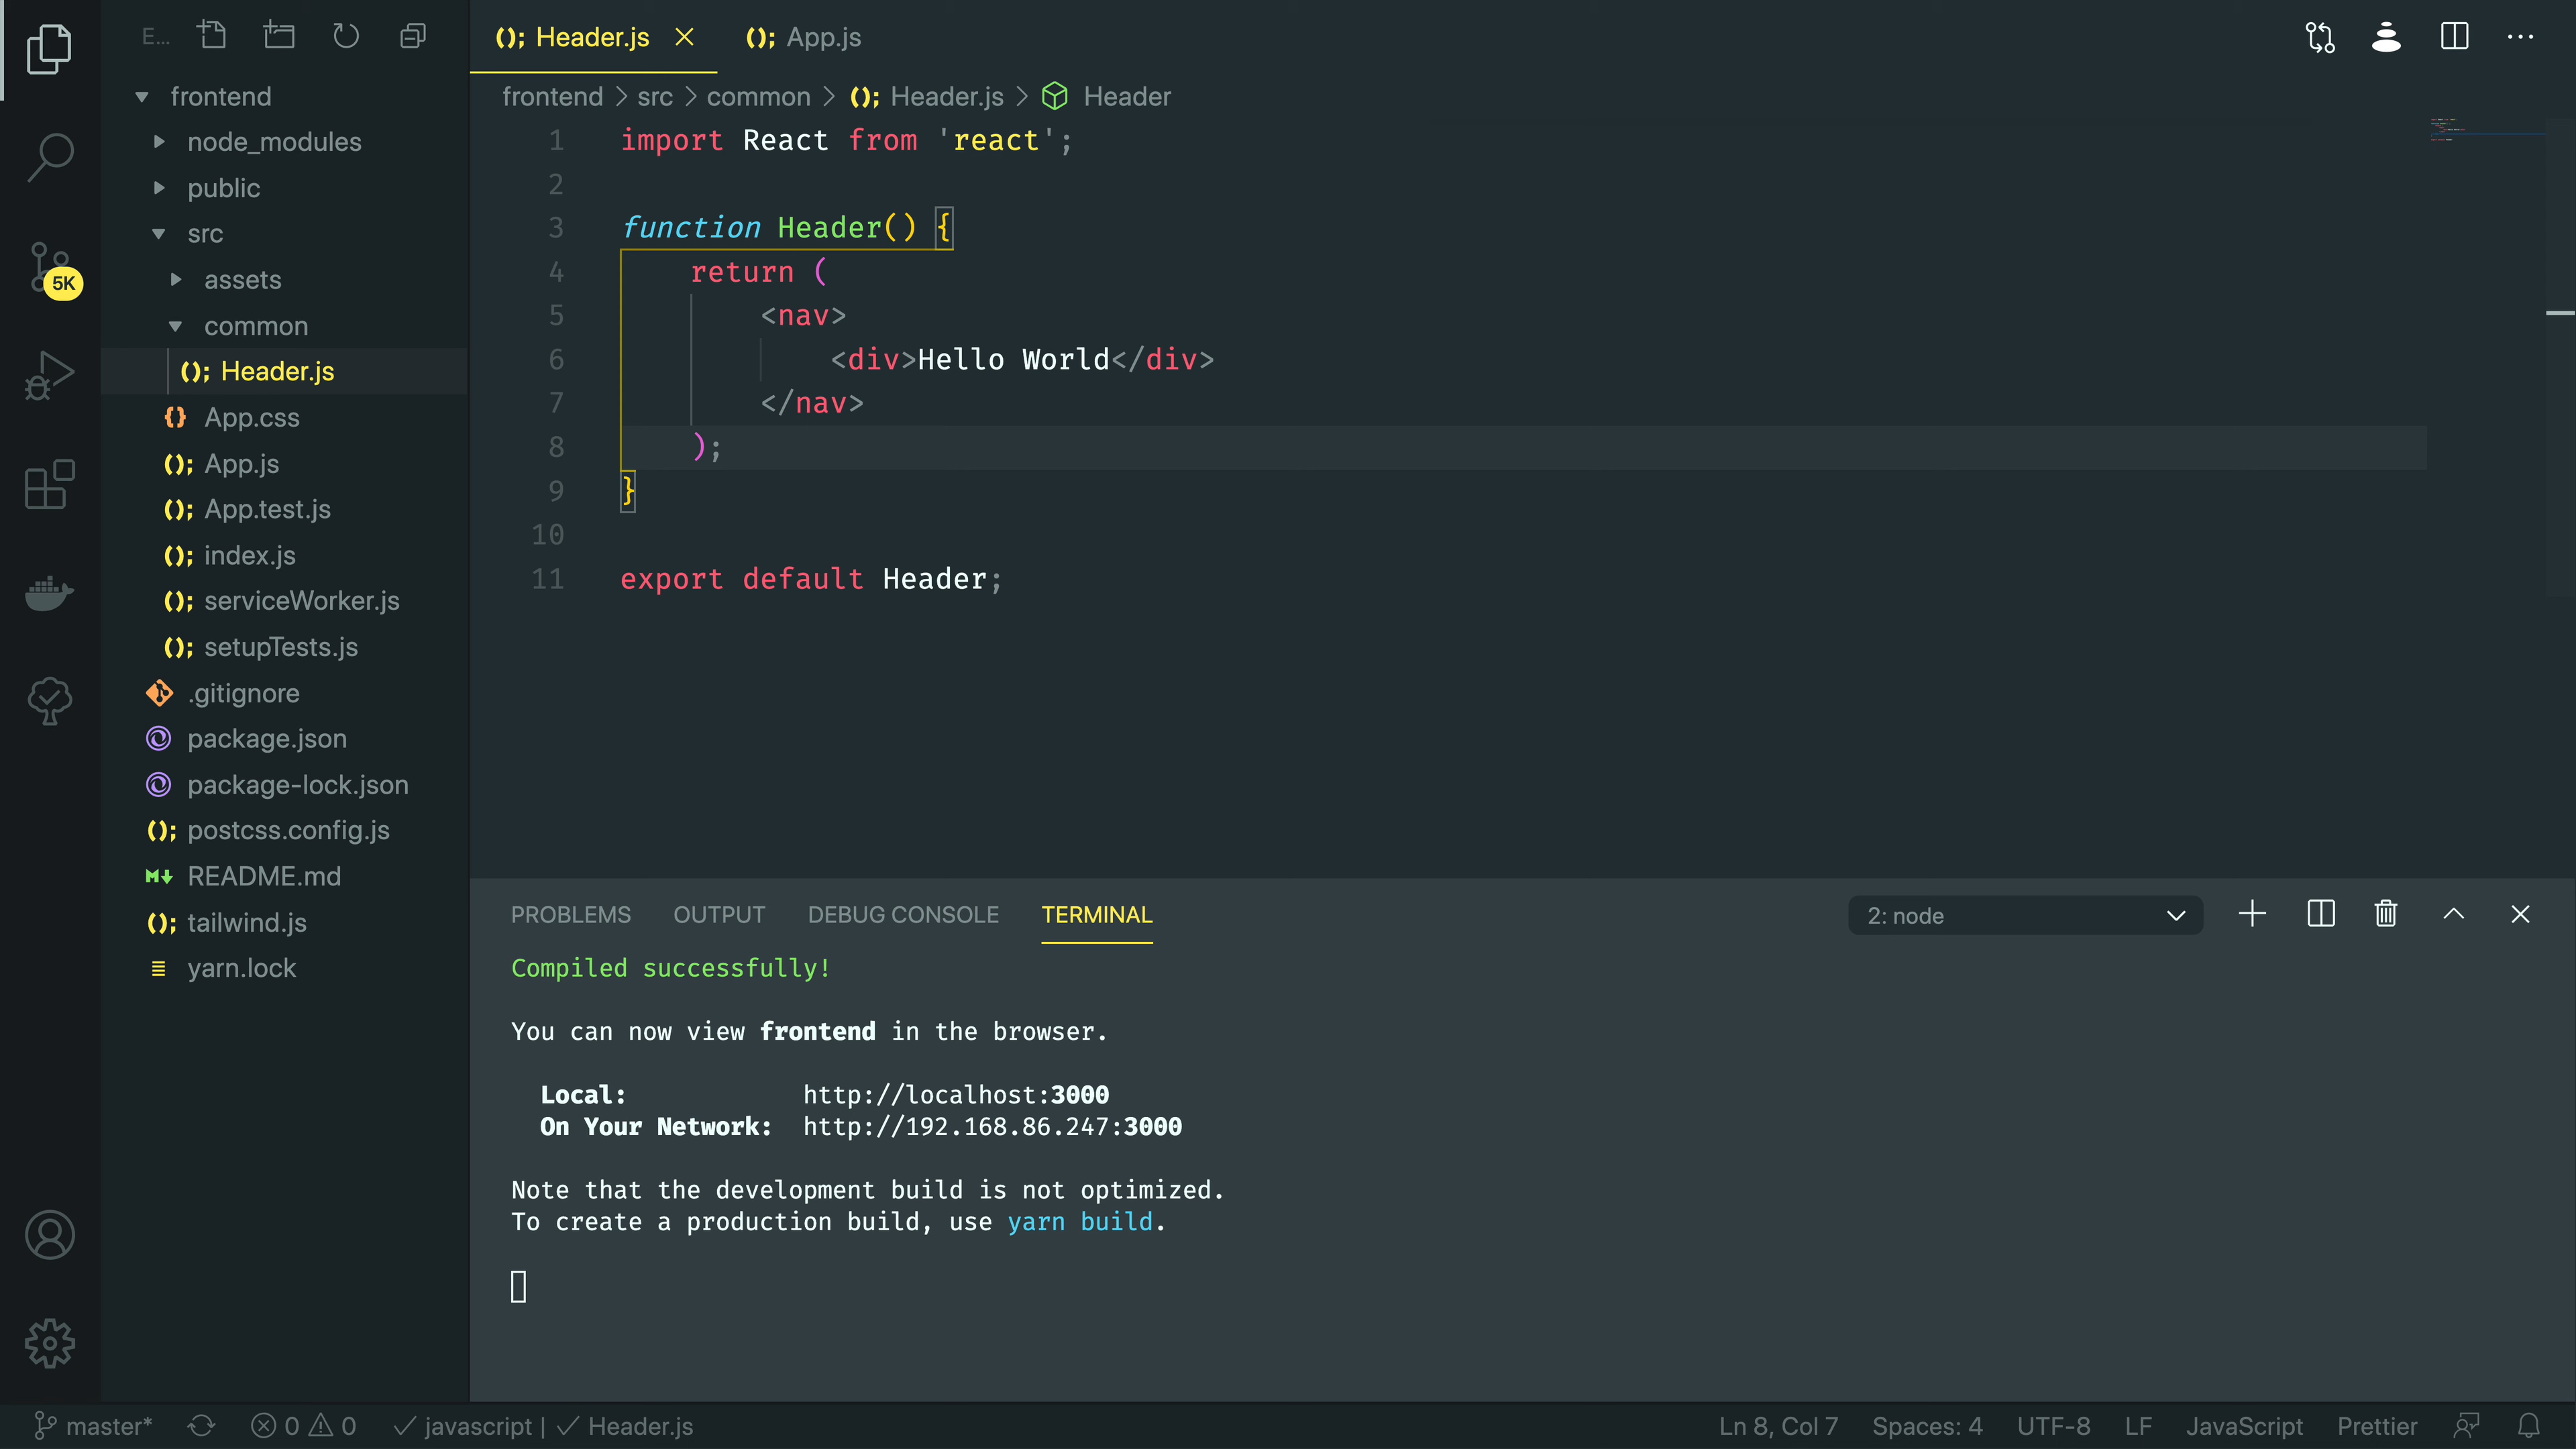 E...
frontend
node_modules
public
src
assets
common
Header.js
App.css
App.js
App.test.js
index.js
serviceWorker.js
setupTests.js
.gitignore
package.json
package-lock.json
postcss.config.js
README.md
tailwind.js
yarn.lock
5K
Header.js App.js
frontend > src > common > Header.js > Header
1 import React from 'react';
2
3 function Header() {
4 return (
5 <nav>
6 <div>Hello World</div>
7 </nav>
8 );
9 }
10
11 export default Header;
PROBLEMS OUTPUT DEBUG CONSOLE TERMINAL 2: node
Compiled successfully!
You can now view frontend in the browser.
Local: http://localhost:3000
On Your Network: http://192.168.86.247:3000
Note that the development build is not optimized.
To create a production build, use yarn build.
master* 0 0 javascript | Header.js Ln 8, Col 7 Spaces: 4 UTF-8 LF JavaScript Prettier